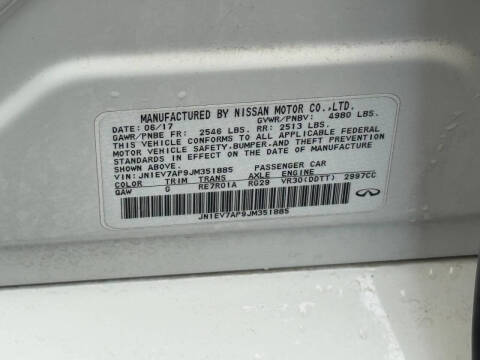 MANUFACTURED BY NISSAN MOTOR CO.,LTD.
DATE: 06/17 GVWR/PNBV: 4980 LBS.
GAWR/PNBE FR: 2546 LBS. RR: 2513 LBS.
THIS VEHICLE CONFORMS TO ALL APPLICABLE FEDERAL
MOTOR VEHICLE SAFETY,BUMPER,AND THEFT PREVENTION
STANDARDS IN EFFECT ON THE DATE OF MANUFACTURE
SHOWN ABOVE.
VIN: JN1EV7AP9JM351885 PASSENGER CAR
COLOR TRIM TRANS AXLE ENGINE
QAW G RE7R01A RG29 VR30(DDTT) 2997CC
JN1EV7AP9JM351885